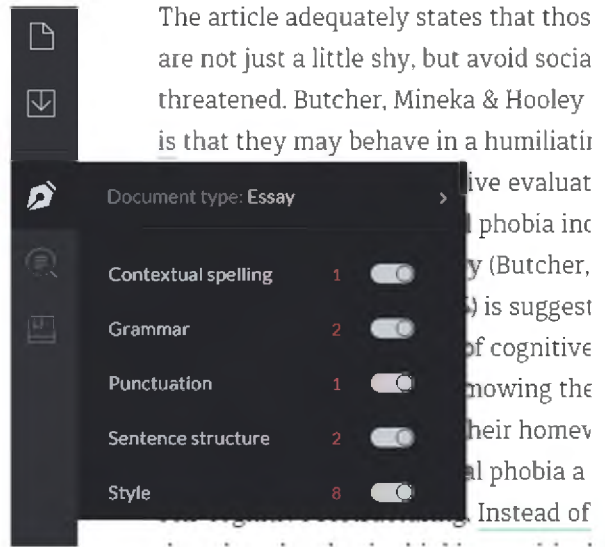 The article adequately states that thos
are not just a little shy, but avoid socia
threatened. Butcher, Mineka & Hooley
is that they may behave in a humiliatin
ive evaluat
phobia inc
y (Butcher,
) is suggest
of cognitive
mowing the
heir homew
al phobia a
Instead of
Document type: Essay
Contextual spelling 1
Grammar 2
Punctuation 1
Sentence structure 2
Style 8